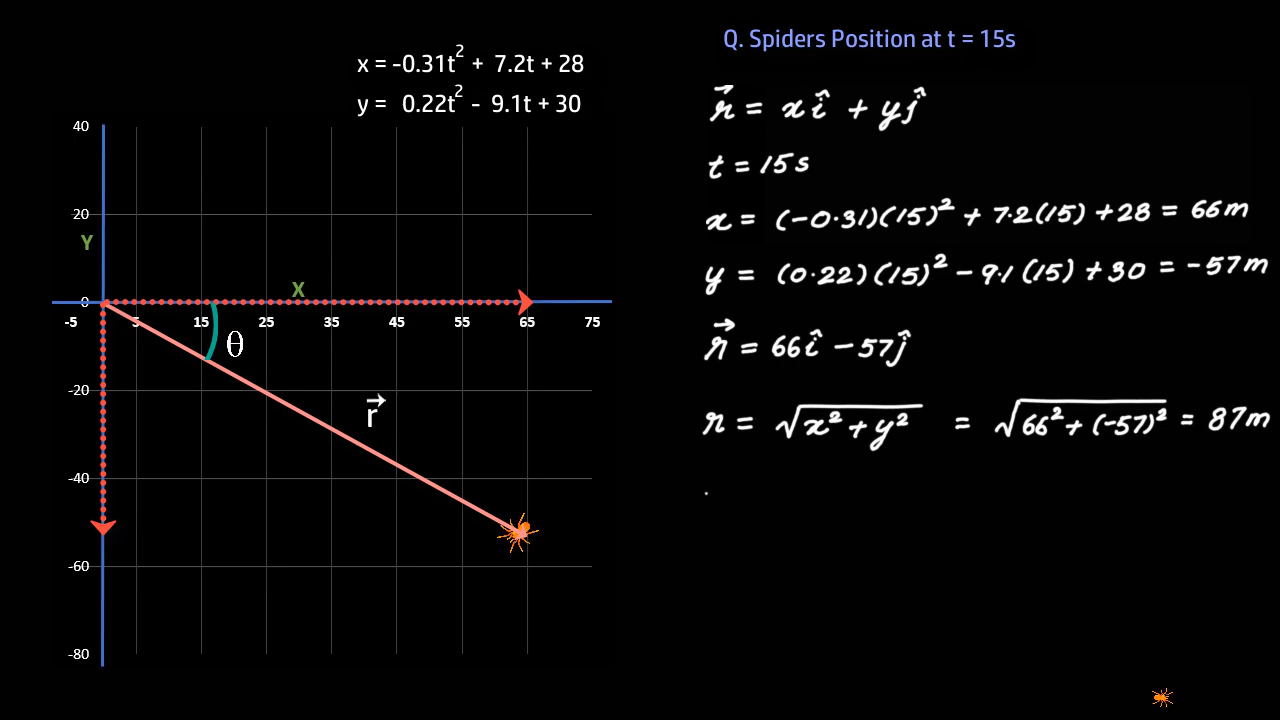 x = -0.31t² + 7.2t + 28
y = 0.22t² - 9.1t + 30
40
20
Y
0
X
-5 5 15 25 35 45 55 65 75
θ
-20
r⃗
-40
-60
-80
Q. Spiders Position at t = 15s
r⃗ = xî + yĵ
t = 15s
x = (-0.31)(15)² + 7.2(15) + 28 = 66m
y = (0.22)(15)² - 9.1(15) + 30 = -57m
r⃗ = 66î - 57ĵ
r = √x² + y² = √66² + (-57)² = 87m